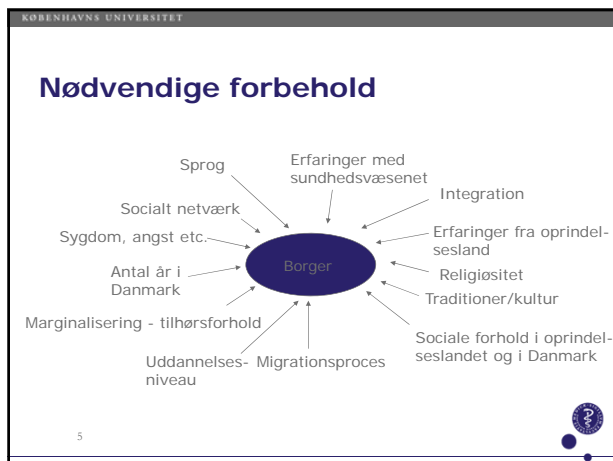 KØBENHAVNS UNIVERSITET
Nødvendige forbehold
Sprog
Erfaringer med
sundhedsvæsenet
Integration
Socialt netværk
Sygdom, angst etc.
Erfaringer fra oprindel-
sesland
Borger
Antal år i
Danmark
Religiøsitet
Traditioner/kultur
Marginalisering - tilhørsforhold
Sociale forhold i oprindel-
seslandet og i Danmark
Uddannelses-
niveau
Migrationsproces
5